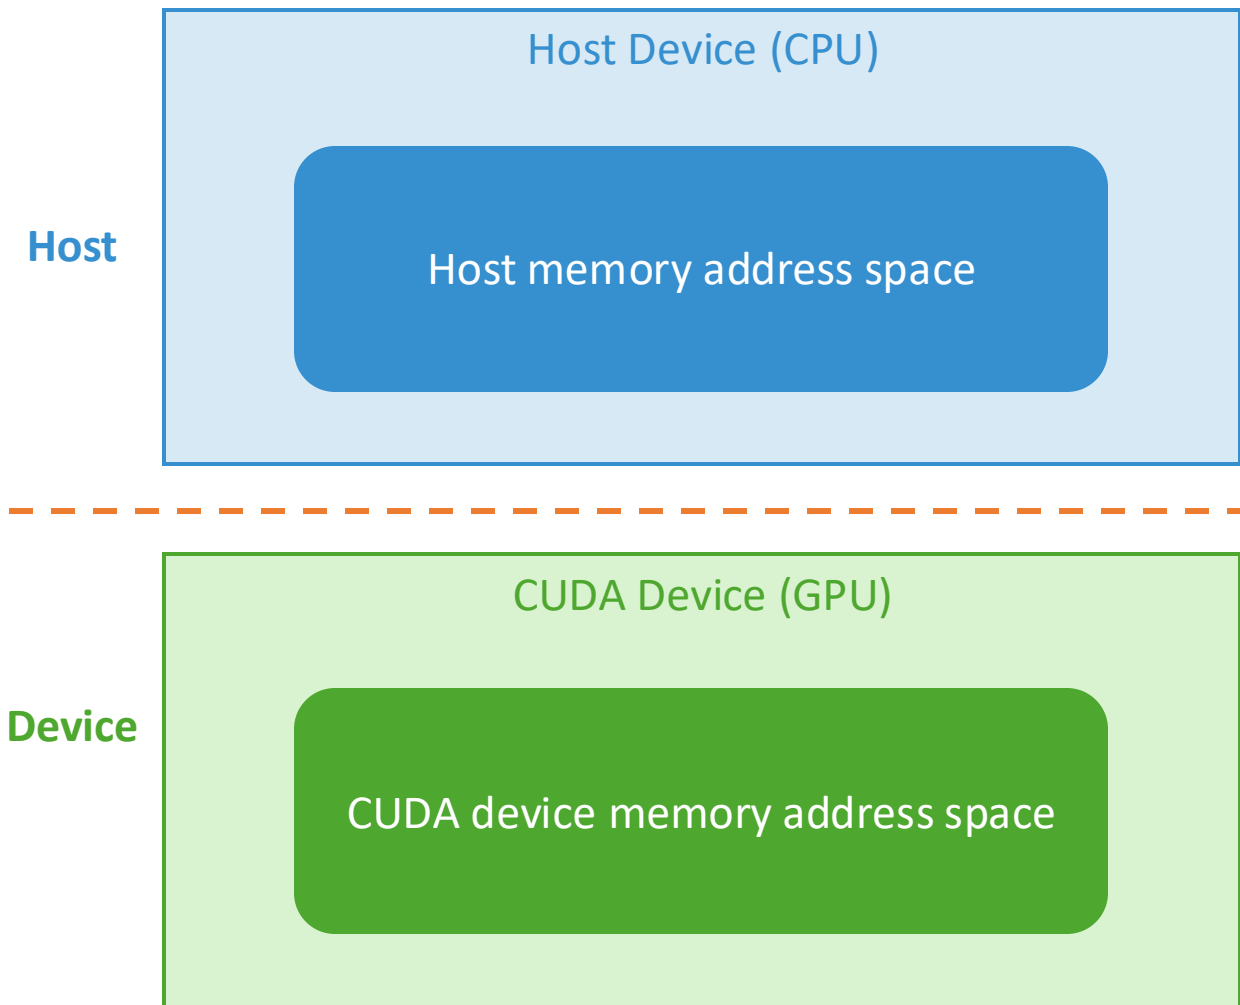 Host Device (CPU)
Host
Host memory address space
CUDA Device (GPU)
Device
CUDA device memory address space